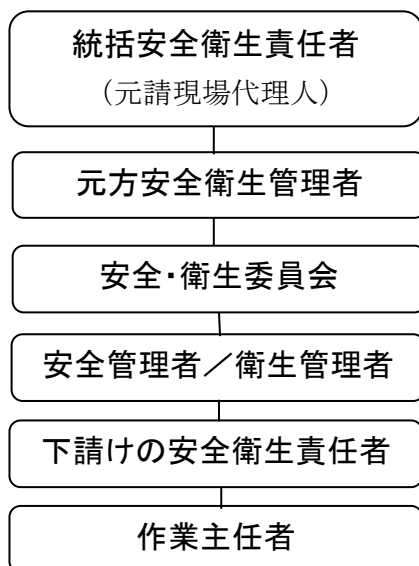 統括安全衛生責任者
（元請現場代理人）
元方安全衛生管理者
安全・衛生委員会
安全管理者／衛生管理者
下請けの安全衛生責任者
作業主任者